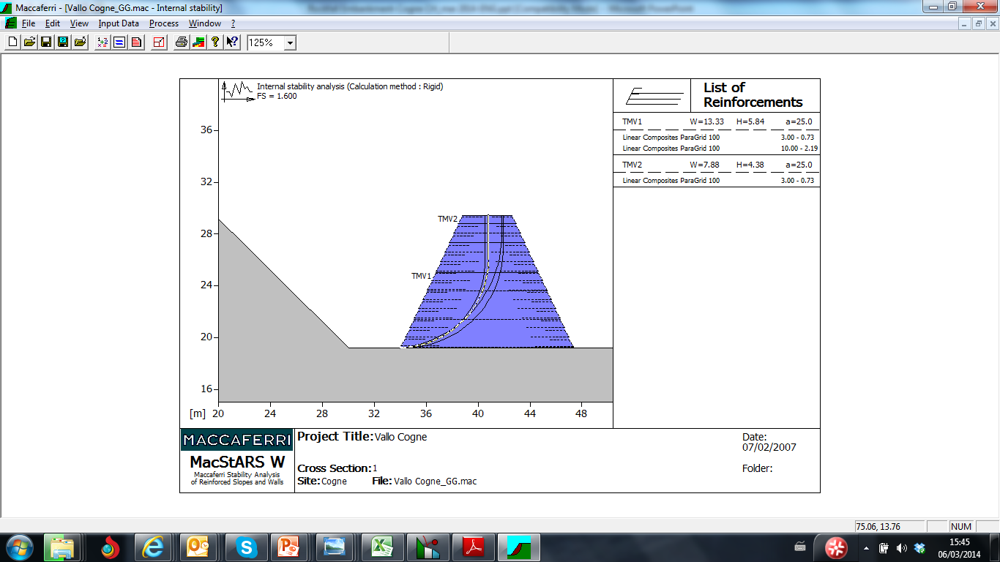 Maccaferri - [Vallo Cogne_GG.mac - Internal stability]
File Edit View Input Data Process Window ?
125%
Internal stability analysis (Calculation method : Rigid)
FS = 1.600
List of
Reinforcements
TMV1 W=13.33 H=5.84 a=25.0
Linear Composites ParaGrid 100 3.00 - 0.73
Linear Composites ParaGrid 100 10.00 - 2.19
TMV2 W=7.88 H=4.38 a=25.0
Linear Composites ParaGrid 100 3.00 - 0.73
36
32
28
24
20
16
TMV2
TMV1
[m] 20 24 28 32 36 40 44 48
MACCAFERRI
MacStARS W
Maccaferri Stability Analysis
of Reinforced Slopes and Walls
Project Title: Vallo Cogne
Cross Section: 1
Site: Cogne File: Vallo Cogne_GG.mac
Date:
07/02/2007
Folder:
75.06, 13.76 NUM
15:45
06/03/2014